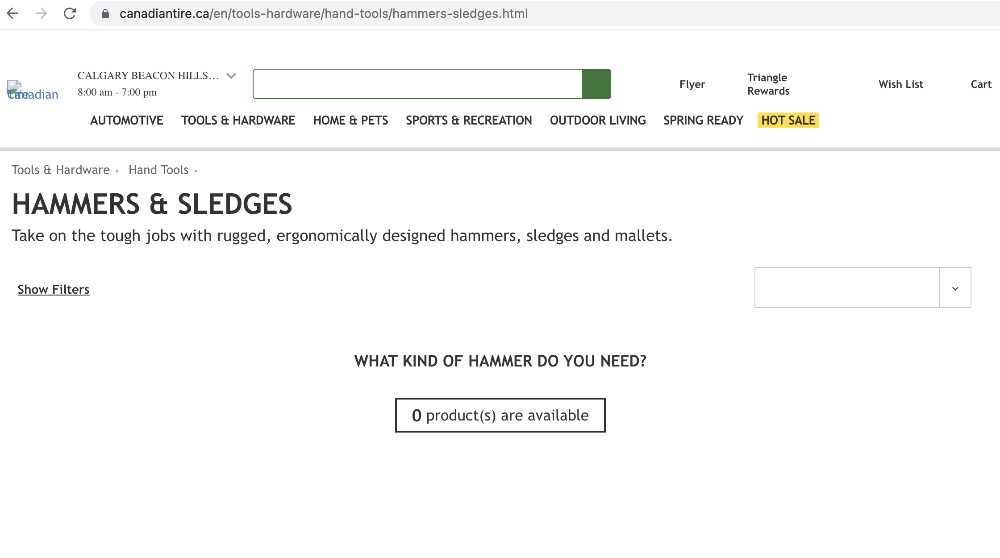 canadiantire.ca/en/tools-hardware/hand-tools/hammers-sledges.html
CALGARY BEACON HILLS...
8:00 am - 7:00 pm
Canadian
Tire
Flyer
Triangle
Rewards
Wish List
Cart
AUTOMOTIVE TOOLS & HARDWARE HOME & PETS SPORTS & RECREATION OUTDOOR LIVING SPRING READY HOT SALE
Tools & Hardware › Hand Tools ›
HAMMERS & SLEDGES
Take on the tough jobs with rugged, ergonomically designed hammers, sledges and mallets.
Show Filters
WHAT KIND OF HAMMER DO YOU NEED?
0 product(s) are available